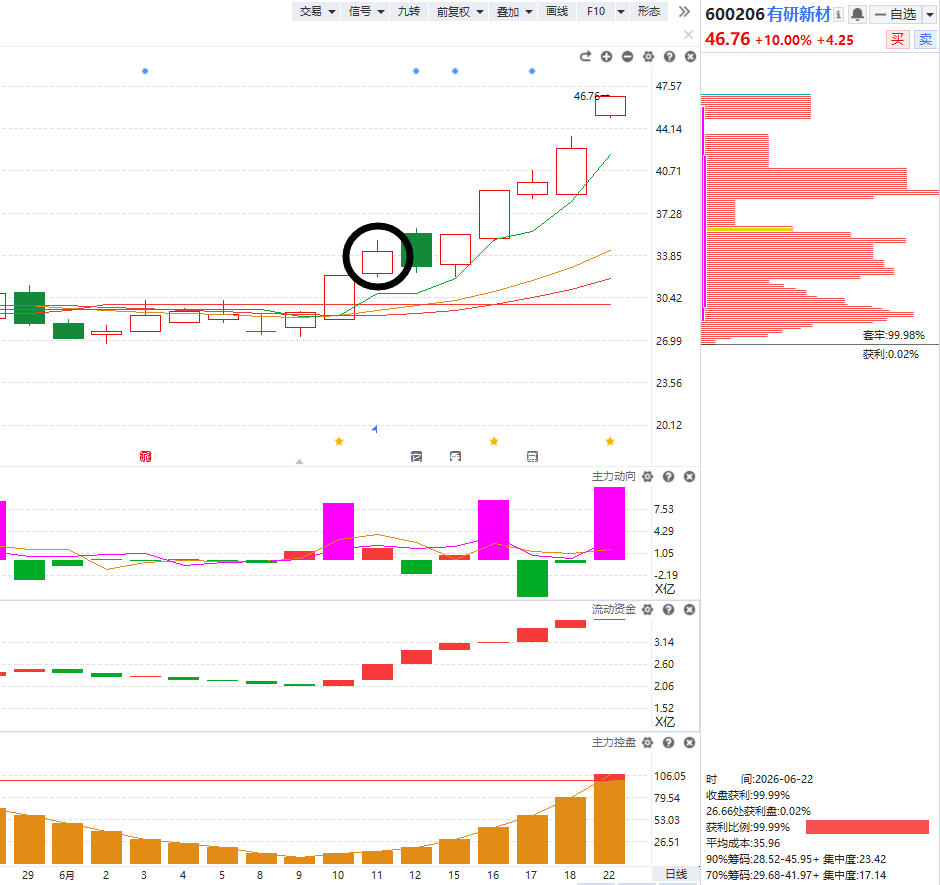 交易 信号 九转 前复权 叠加 画线 F10 形态
600206 有研新材 自选
46.76 +10.00% +4.25 买 卖
46.76
47.57
44.14
40.71
37.28
33.85
30.42
26.99
23.56
20.12
派
套牢:99.98%
获利:0.02%
主力动向
7.53
4.29
1.05
-2.19
X亿
流动资金
3.14
2.60
2.06
1.52
X亿
主力控盘
106.05
79.54
53.03
26.51
29 6月 2 3 4 5 8 9 10 11 12 15 16 17 18 22 日线
时 间:2026-06-22
收盘获利:99.99%
26.66处获利盘:0.02%
获利比例:99.99%
平均成本:35.96
90%筹码:28.52-45.95+ 集中度:23.42
70%筹码:29.68-41.97+ 集中度:17.14